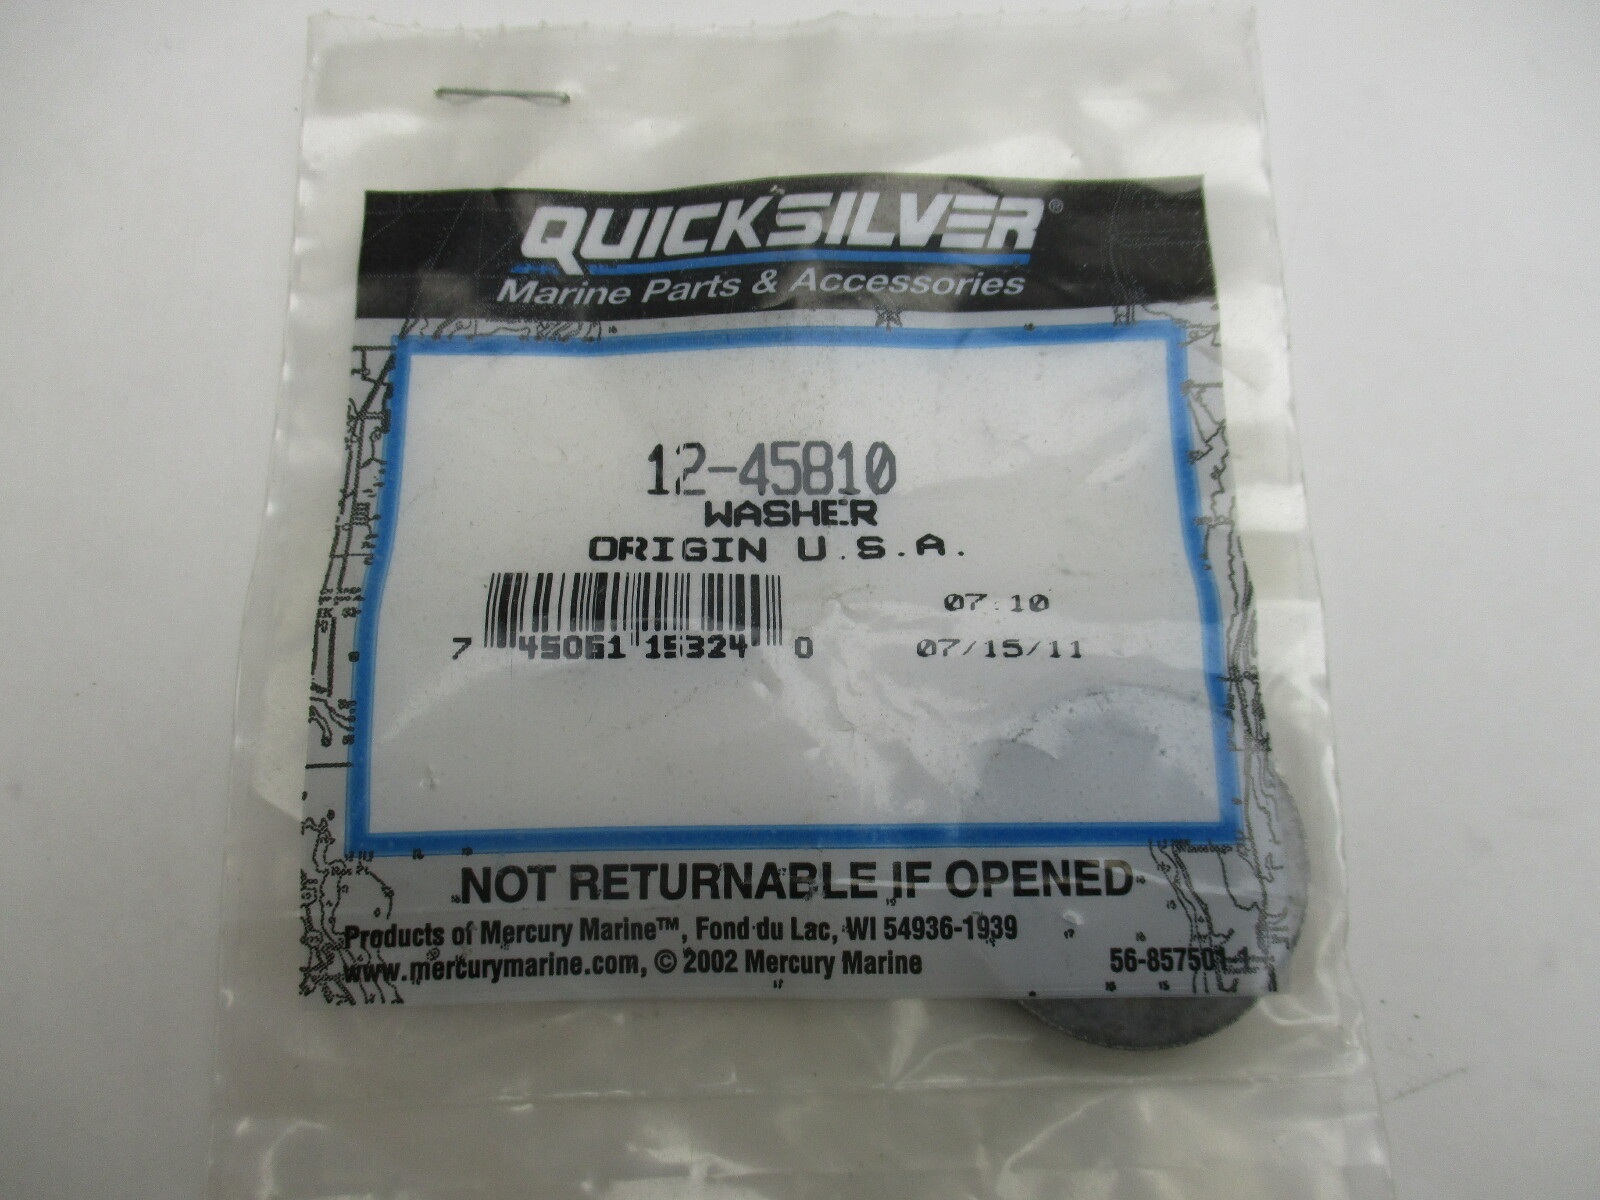 QUICKSILVER®
Marine Parts & Accessories
12-45810
WASHER
ORIGIN U.S.A.
7 45061 15324 0
07:10
07/15/11
NOT RETURNABLE IF OPENED
Products of Mercury Marine™, Fond du Lac, WI 54936-1939
www.mercurymarine.com, © 2002 Mercury Marine
56-857501-1